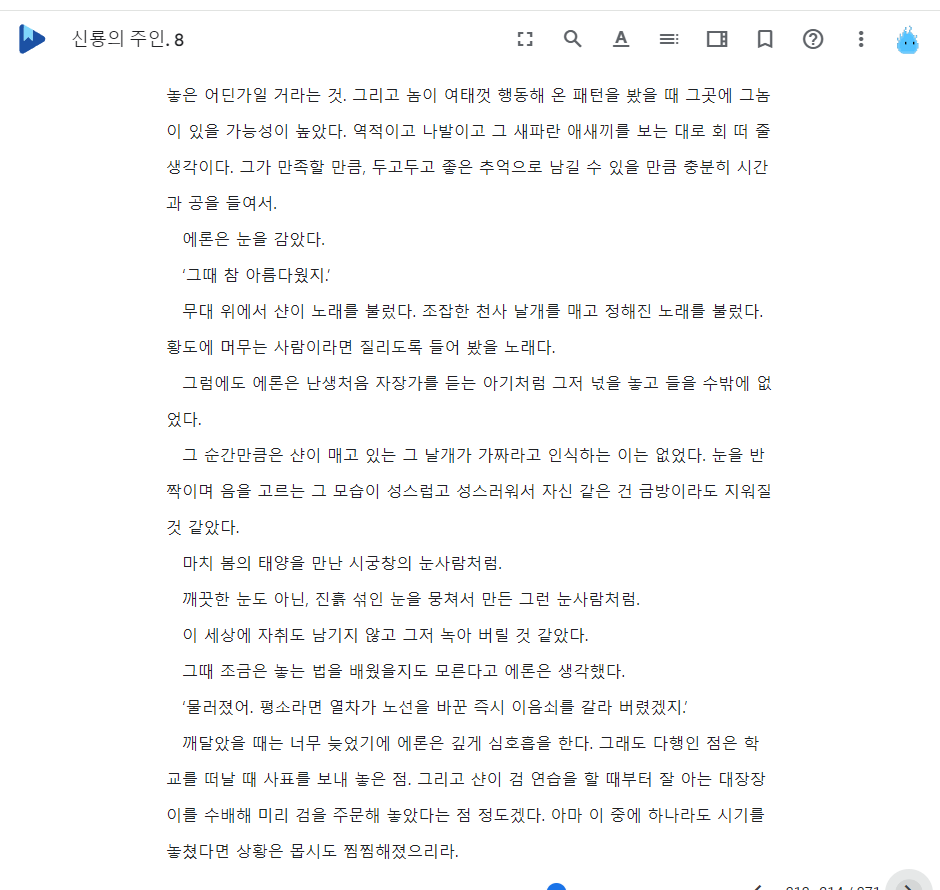 신룡의 주인. 8
놓은 어딘가일 거라는 것. 그리고 놈이 여태껏 행동해 온 패턴을 봤을 때 그곳에 그놈
이 있을 가능성이 높았다. 역적이고 나발이고 그 새파란 애새끼를 보는 대로 회 떠 줄
생각이다. 그가 만족할 만큼, 두고두고 좋은 추억으로 남길 수 있을 만큼 충분히 시간
과 공을 들여서.
에론은 눈을 감았다.
‘그때 참 아름다웠지.’
무대 위에서 샨이 노래를 불렀다. 조잡한 천사 날개를 매고 정해진 노래를 불렀다.
황도에 머무는 사람이라면 질리도록 들어 봤을 노래다.
그럼에도 에론은 난생처음 자장가를 듣는 아기처럼 그저 넋을 놓고 들을 수밖에 없
었다.
그 순간만큼은 샨이 매고 있는 그 날개가 가짜라고 인식하는 이는 없었다. 눈을 반
짝이며 음을 고르는 그 모습이 성스럽고 성스러워서 자신 같은 건 금방이라도 지워질
것 같았다.
마치 봄의 태양을 만난 시궁창의 눈사람처럼.
깨끗한 눈도 아닌, 진흙 섞인 눈을 뭉쳐서 만든 그런 눈사람처럼.
이 세상에 자취도 남기지 않고 그저 녹아 버릴 것 같았다.
그때 조금은 놓는 법을 배웠을지도 모른다고 에론은 생각했다.
‘물러졌어. 평소라면 열차가 노선을 바꾼 즉시 이음쇠를 갈라 버렸겠지.’
깨달았을 때는 너무 늦었기에 에론은 깊게 심호흡을 한다. 그래도 다행인 점은 학
교를 떠날 때 사표를 보내 놓은 점. 그리고 샨이 검 연습을 할 때부터 잘 아는 대장장
이를 수배해 미리 검을 주문해 놓았다는 점 정도겠다. 아마 이 중에 하나라도 시기를
놓쳤다면 상황은 몹시도 찜찜해졌으리라.